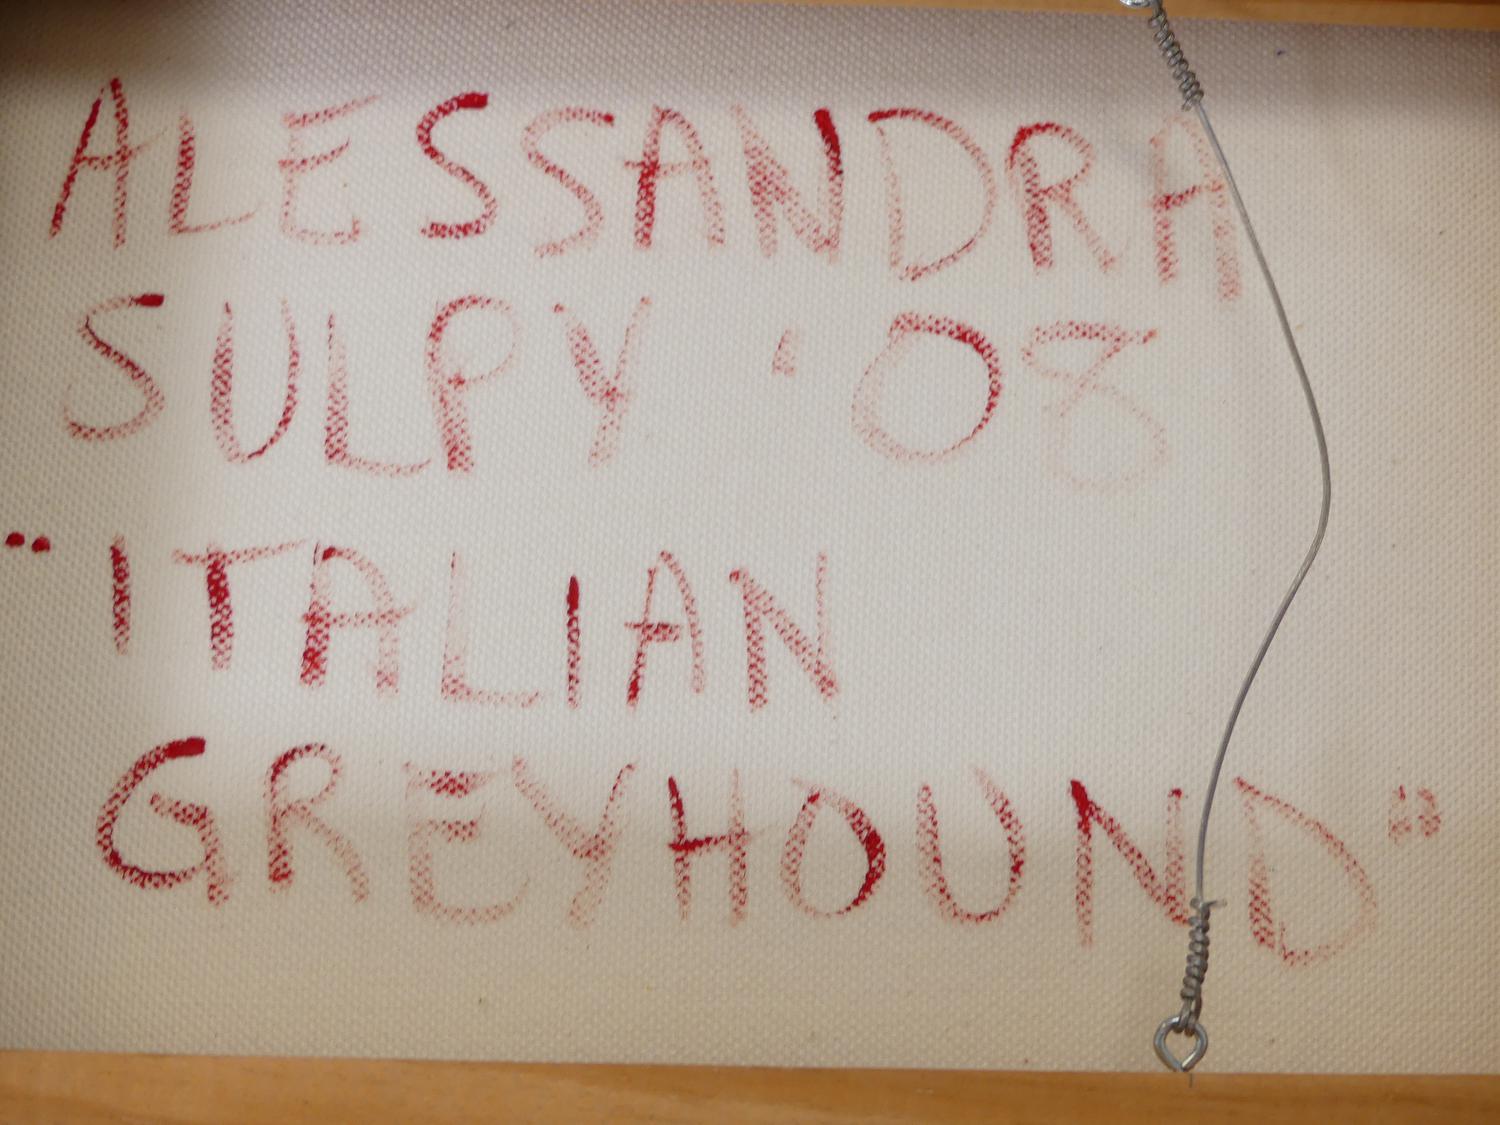 ALESSANDRA
SULPY '08
"ITALIAN
GREYHOUND"